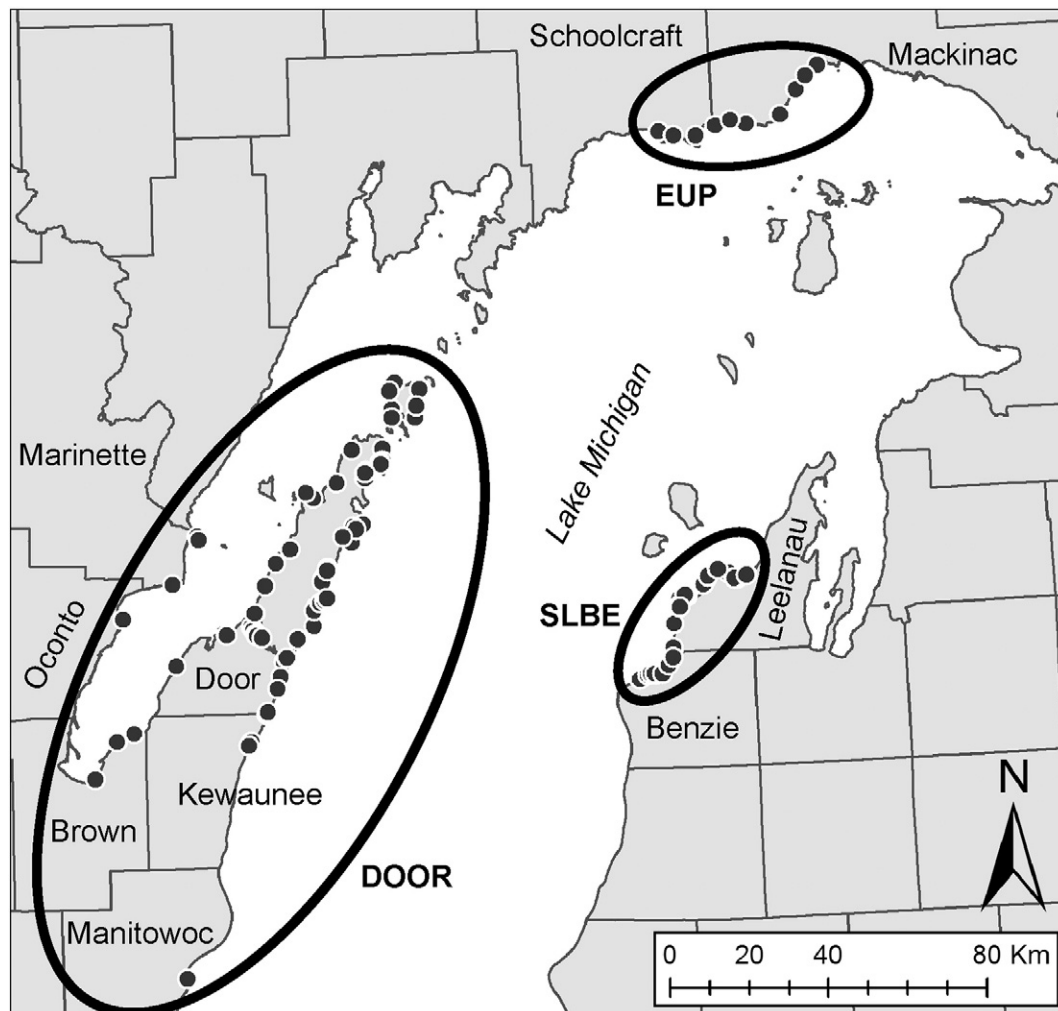 Schoolcraft
Mackinac
EUP
Marinette
Lake Michigan
Leelanau
SLBE
Oconto
Door
Benzie
Kewaunee
N
Brown
DOOR
Manitowoc
0 20 40 80 Km